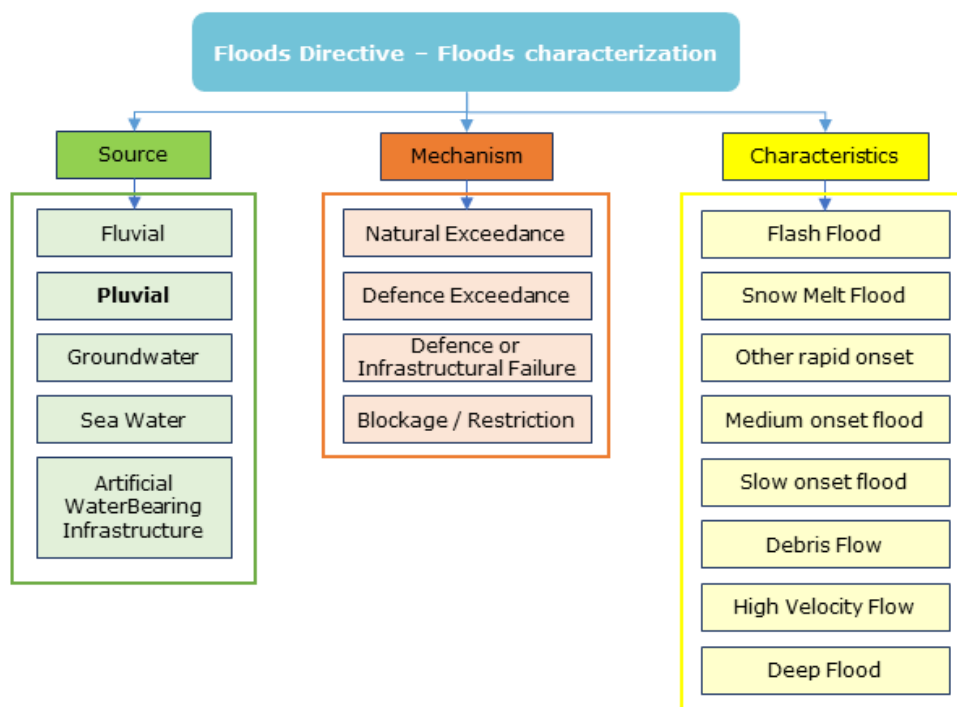 Floods Directive – Floods characterization
Source
Mechanism
Characteristics
Fluvial
Pluvial
Groundwater
Sea Water
Artificial
WaterBearing
Infrastructure
Natural Exceedance
Defence Exceedance
Defence or
Infrastructural Failure
Blockage / Restriction
Flash Flood
Snow Melt Flood
Other rapid onset
Medium onset flood
Slow onset flood
Debris Flow
High Velocity Flow
Deep Flood